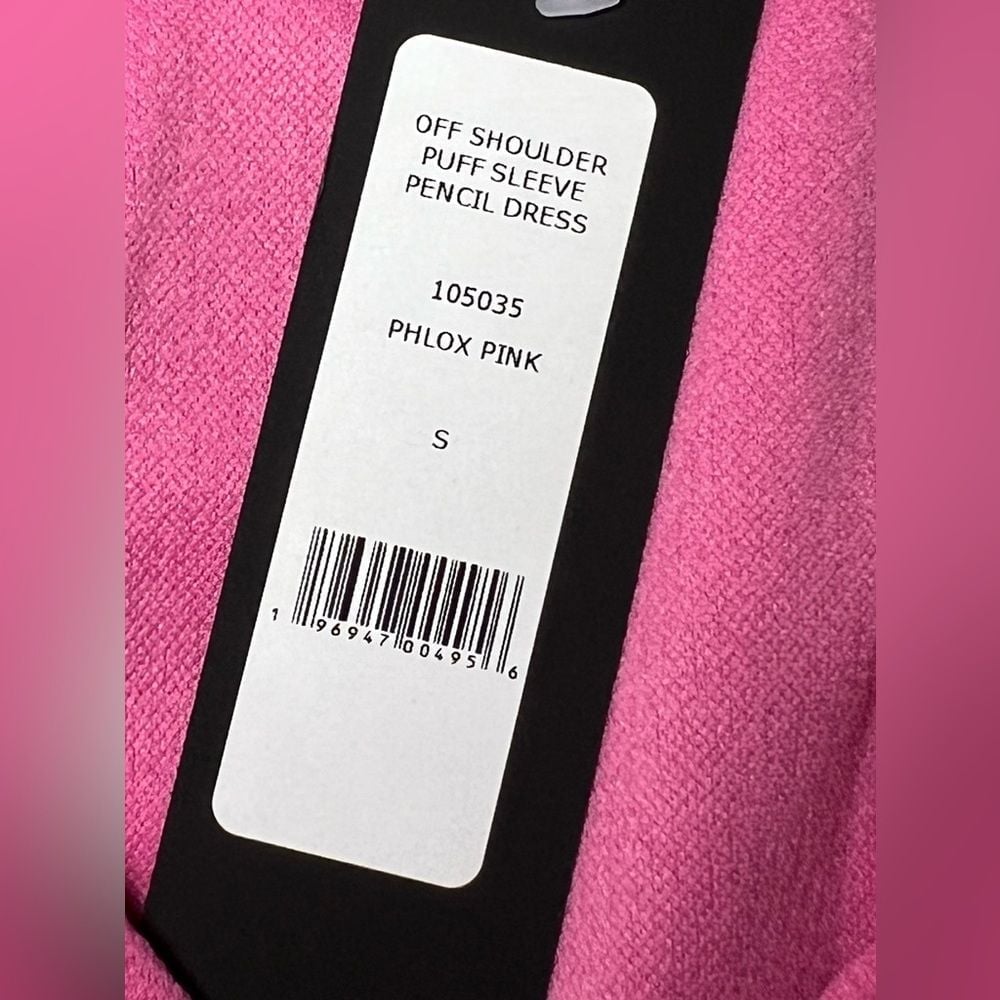 OFF SHOULDER
PUFF SLEEVE
PENCIL DRESS
105035
PHLOX PINK
S
1 96947 00495 6